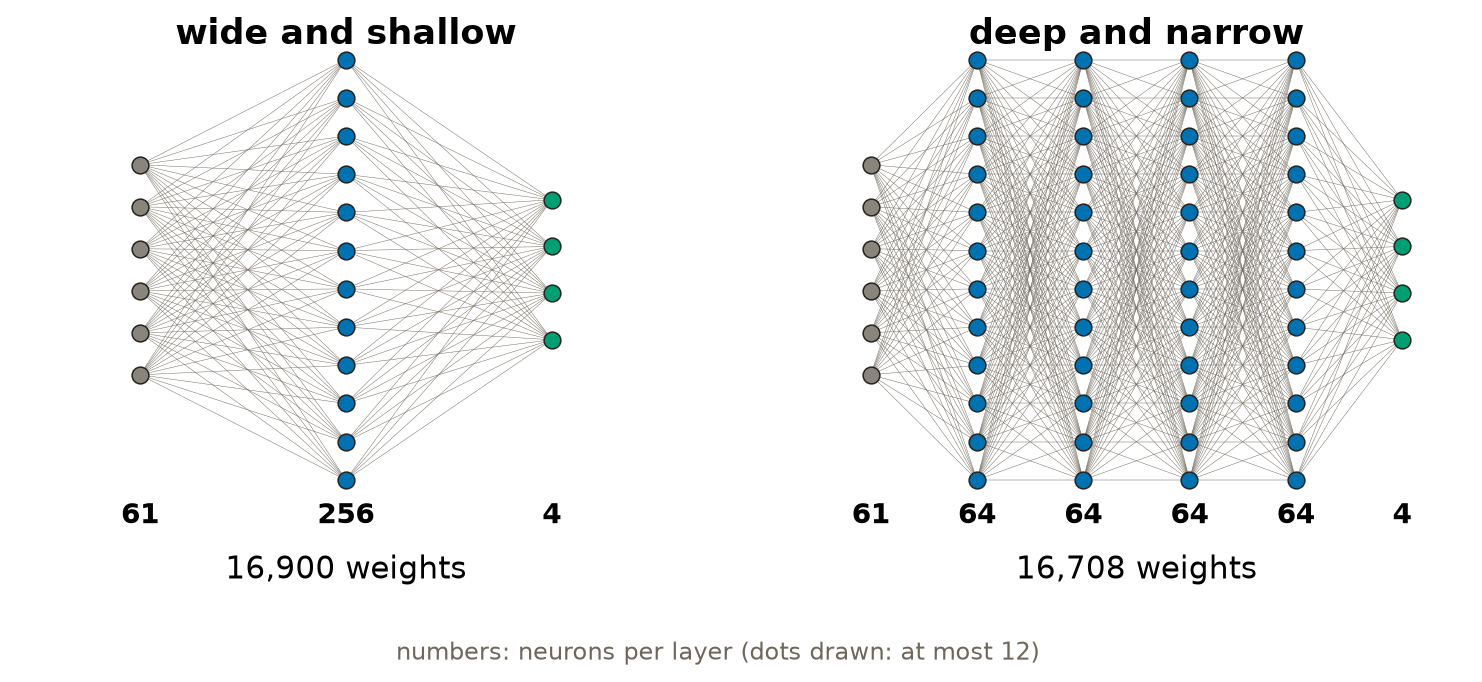 wide and shallow
deep and narrow
61 256 4
61 64 64 64 64 4
16,900 weights
16,708 weights
numbers: neurons per layer (dots drawn: at most 12)